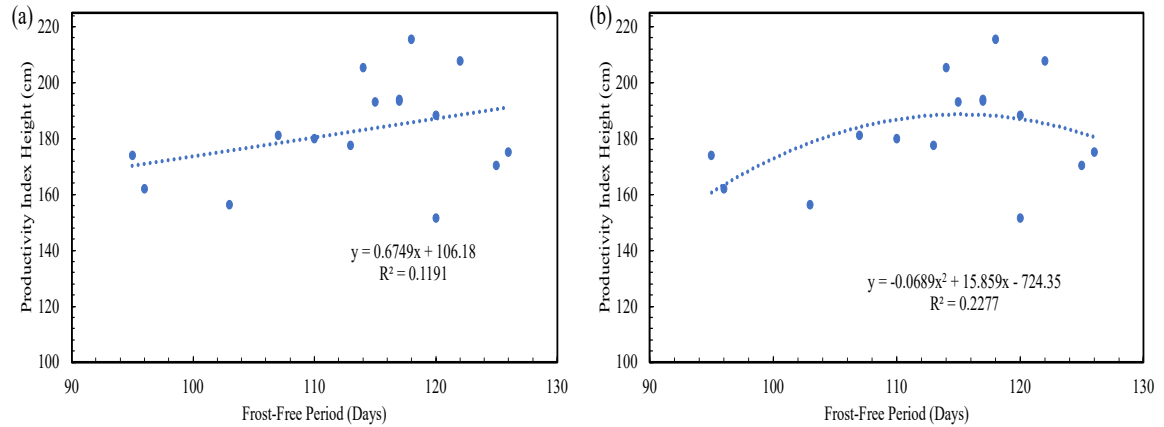 (a)
Productivity Index Height (cm)
220
200
180
160
140
120
100
y = 0.6749x + 106.18
R² = 0.1191
90 100 110 120 130
Frost-Free Period (Days)
(b)
Productivity Index Height (cm)
220
200
180
160
140
120
100
y = -0.0689x² + 15.859x - 724.35
R² = 0.2277
90 100 110 120 130
Frost-Free Period (Days)